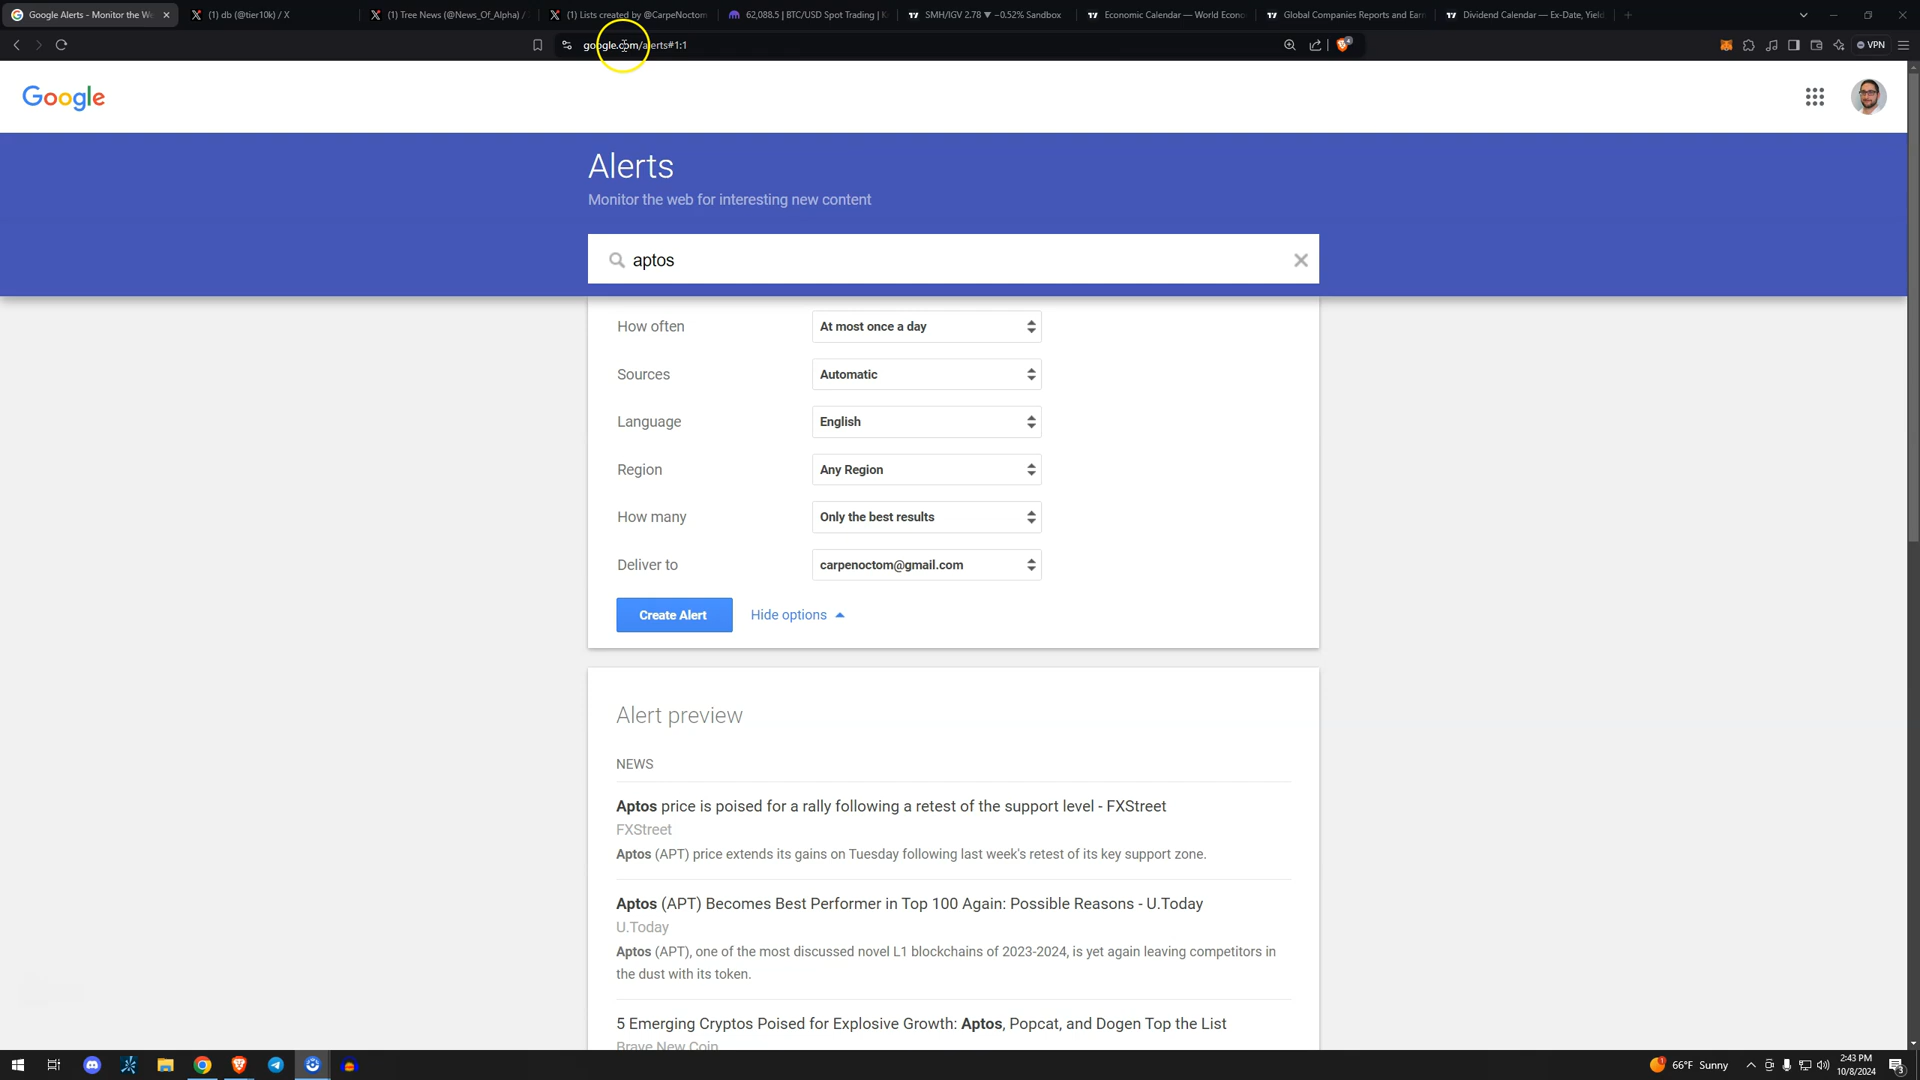 Google Alerts - Monitor the We
(1) db (@tier10k) / X
(1) Tree News (@News_Of_Alpha) /
(1) Lists created by @CarpeNoctom
62,088.5 | BTC/USD Spot Trading | K
SMH/IGV 2.78 ▼ −0.52% Sandbox
Economic Calendar — World Econo
Global Companies Reports and Earn
Dividend Calendar — Ex-Date, Yield
google.com/alerts#1:1
4
VPN
Google
Alerts
Monitor the web for interesting new content
aptos
How often
At most once a day
Sources
Automatic
Language
English
Region
Any Region
How many
Only the best results
Deliver to
carpenoctom@gmail.com
Create Alert
Hide options
Alert preview
NEWS
Aptos price is poised for a rally following a retest of the support level - FXStreet
FXStreet
Aptos (APT) price extends its gains on Tuesday following last week's retest of its key support zone.
Aptos (APT) Becomes Best Performer in Top 100 Again: Possible Reasons - U.Today
U.Today
Aptos (APT), one of the most discussed novel L1 blockchains of 2023-2024, is yet again leaving competitors in
the dust with its token.
5 Emerging Cryptos Poised for Explosive Growth: Aptos, Popcat, and Dogen Top the List
Brave New Coin
1
66°F Sunny
2:43 PM
10/8/2024
3